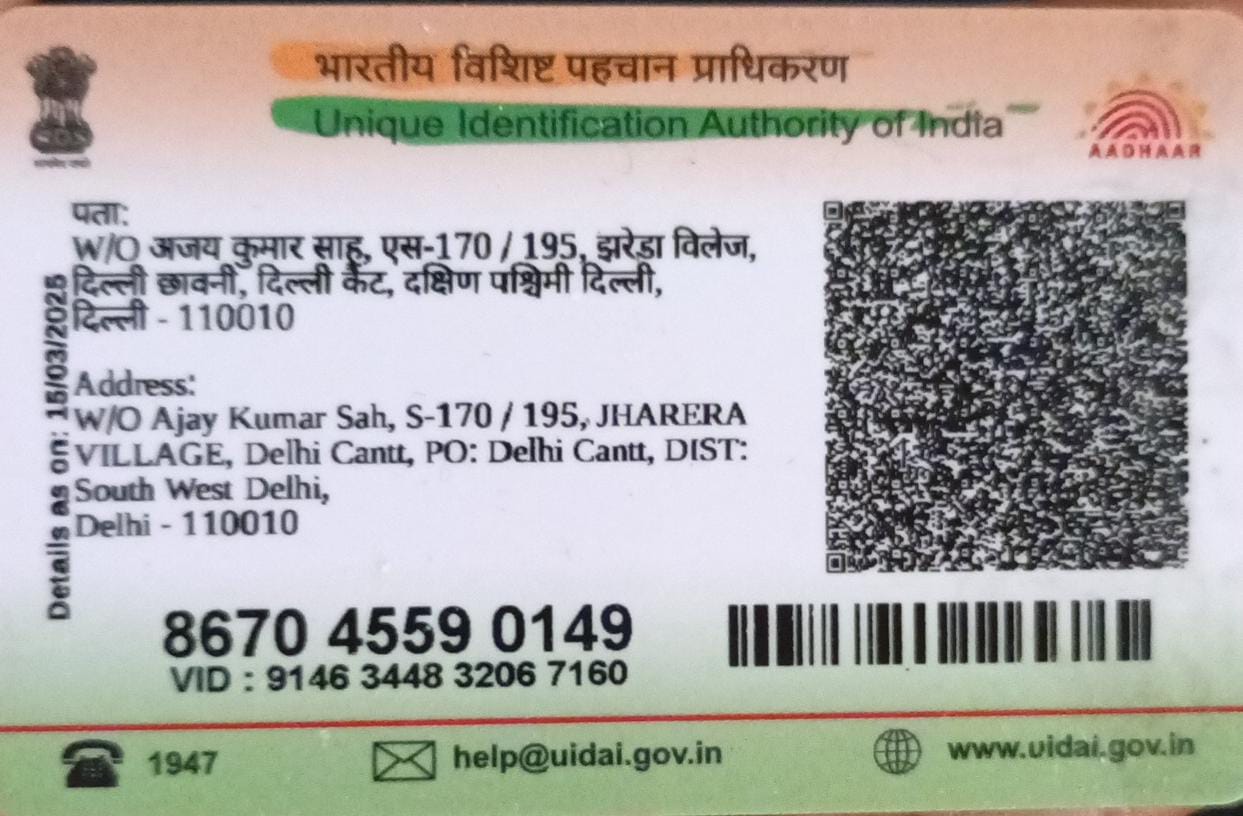 भारतीय विशिष्ट पहचान प्राधिकरण
Unique Identification Authority of India
AADHAAR
पता:
W/O अजय कुमार साह, एस-170 / 195, झरेडा विलेज,
दिल्ली छावनी, दिल्ली कैंट, दक्षिण पश्चिमी दिल्ली,
दिल्ली - 110010
Address:
W/O Ajay Kumar Sah, S-170 / 195, JHARERA
VILLAGE, Delhi Cantt, PO: Delhi Cantt, DIST:
South West Delhi,
Delhi - 110010
Details as on: 15/03/2025
8670 4559 0149
VID : 9146 3448 3206 7160
1947
help@uidai.gov.in
www.uidai.gov.in